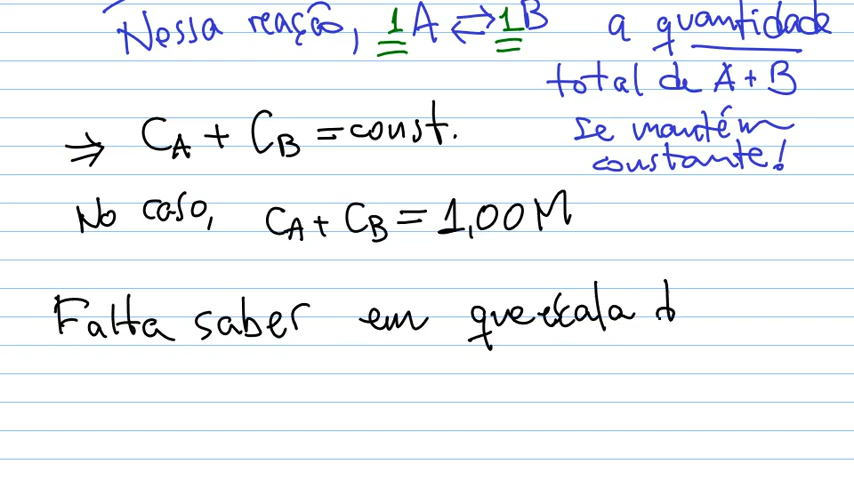 Nessa reação, 1A ⇄ 1B a quantidade
total de A + B
se mantém
constante!
⇒ CA + CB = const.
No caso, CA + CB = 1,00 M
Falta saber em que escala